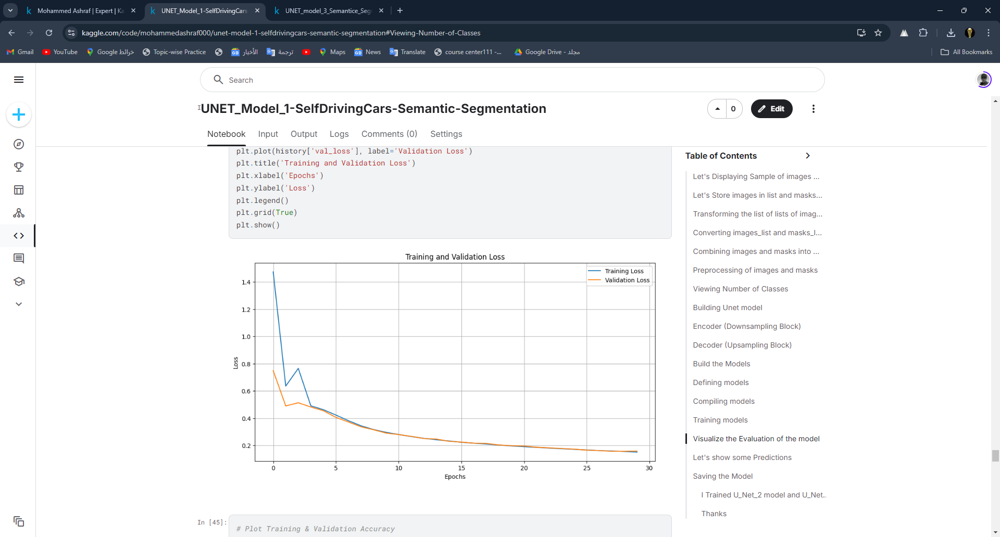 Mohammed Ashraf | Expert | Ka
UNET_Model_1-SelfDrivingCars-
UNET_model_3_Semantice_Seg
kaggle.com/code/mohammedashraf000/unet-model-1-selfdrivingcars-semantic-segmentation#Viewing-Number-of-Classes
Gmail
YouTube
خرائط Google
Topic-wise Practice
الأخبار
ترجمة
Maps
News
Translate
course center111 -...
Google Drive - مجلد
All Bookmarks
Search
UNET_Model_1-SelfDrivingCars-Semantic-Segmentation
0
Edit
Notebook
Input
Output
Logs
Comments (0)
Settings
plt.plot(history['val_loss'], label='Validation Loss')
plt.title('Training and Validation Loss')
plt.xlabel('Epochs')
plt.ylabel('Loss')
plt.legend()
plt.grid(True)
plt.show()
Training and Validation Loss
Training Loss
Validation Loss
1.4
1.2
1.0
0.8
0.6
0.4
0.2
Loss
0 5 10 15 20 25 30
Epochs
In [45]:
# Plot Training & Validation Accuracy
Table of Contents
Let's Displaying Sample of images ...
Let's Store images in list and masks...
Transforming the list of lists of imag...
Converting images_list and masks_l...
Combining images and masks into ...
Preprocessing of images and masks
Viewing Number of Classes
Building Unet model
Encoder (Downsampling Block)
Decoder (Upsampling Block)
Build the Models
Defining models
Compiling models
Training models
Visualize the Evaluation of the model
Let's show some Predictions
Saving the Model
I Trained U_Net_2 model and U_Net..
Thanks